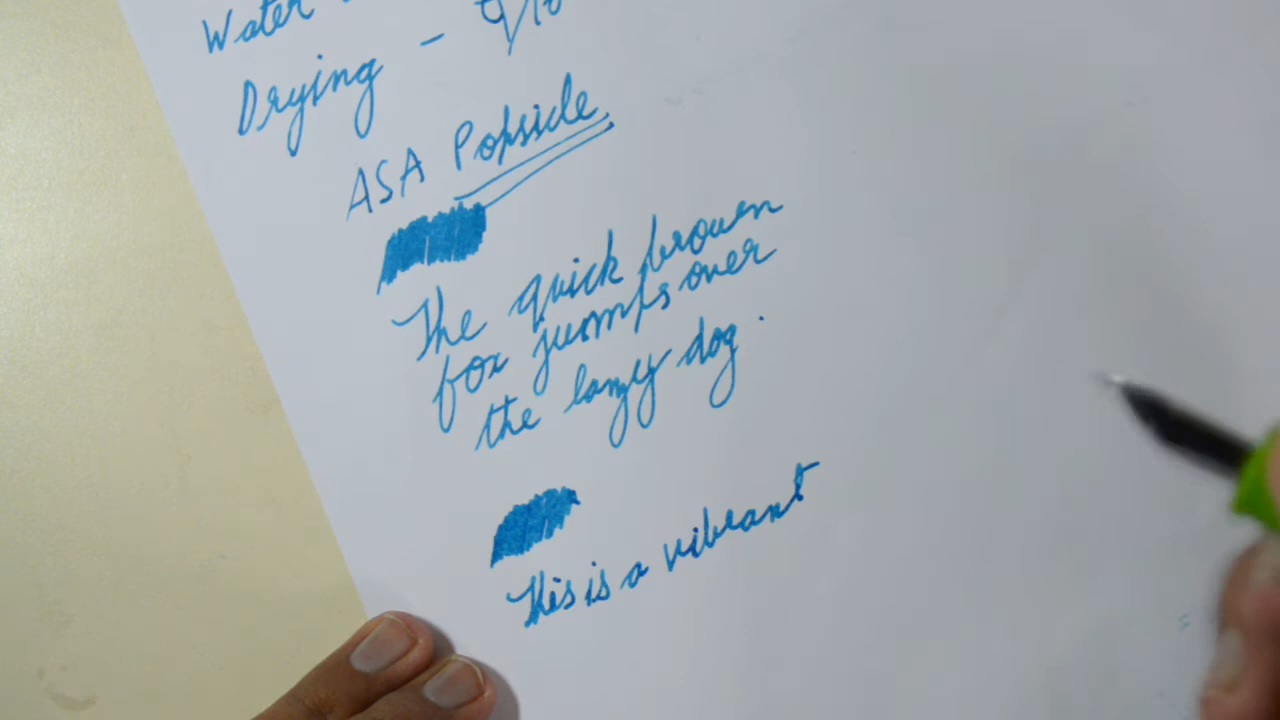 Water
Drying -
ASA Popsicle
The quick brown
fox jumps over
the lazy dog.
This is a vibrant